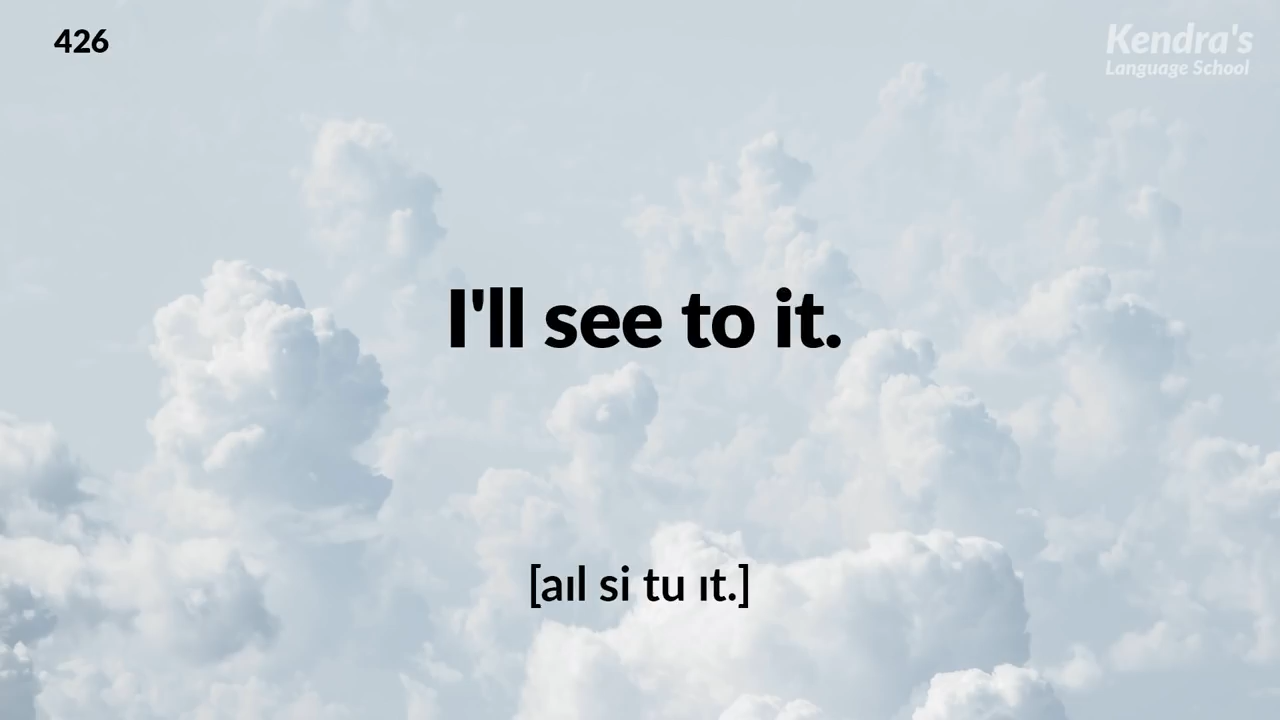 426
Kendra's
Language School
I'll see to it.
[aɪl si tu ɪt.]